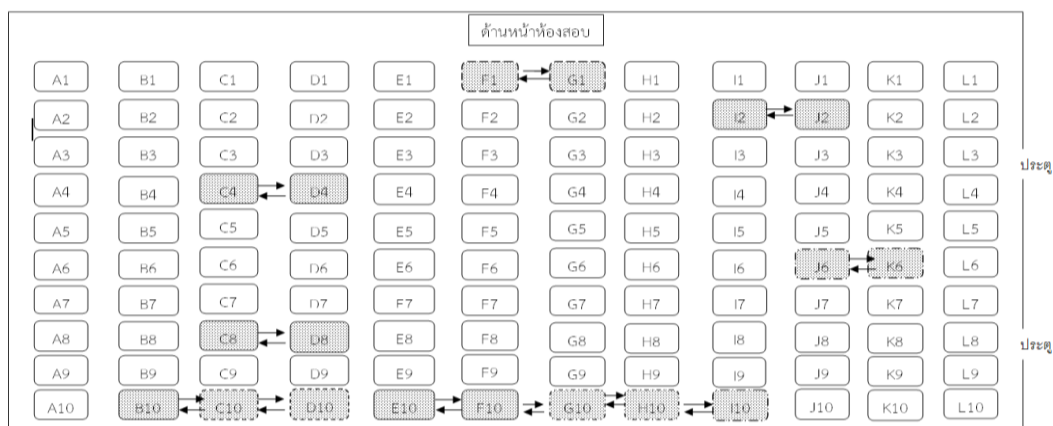 ด้านหน้าห้องสอบ
A1 B1 C1 D1 E1 F1 G1 H1 I1 J1 K1 L1
A2 B2 C2 D2 E2 F2 G2 H2 I2 J2 K2 L2
A3 B3 C3 D3 E3 F3 G3 H3 I3 J3 K3 L3
ประตู
A4 B4 C4 D4 E4 F4 G4 H4 I4 J4 K4 L4
A5 B5 C5 D5 E5 F5 G5 H5 I5 J5 K5 L5
A6 B6 C6 D6 E6 F6 G6 H6 I6 J6 K6 L6
A7 B7 C7 D7 F7 F7 G7 H7 I7 J7 K7 L7
A8 B8 C8 D8 E8 F8 G8 H8 I8 J8 K8 L8
ประตู
A9 B9 C9 D9 E9 F9 G9 H9 I9 J9 K9 L9
A10 B10 C10 D10 E10 F10 G10 H10 I10 J10 K10 L10